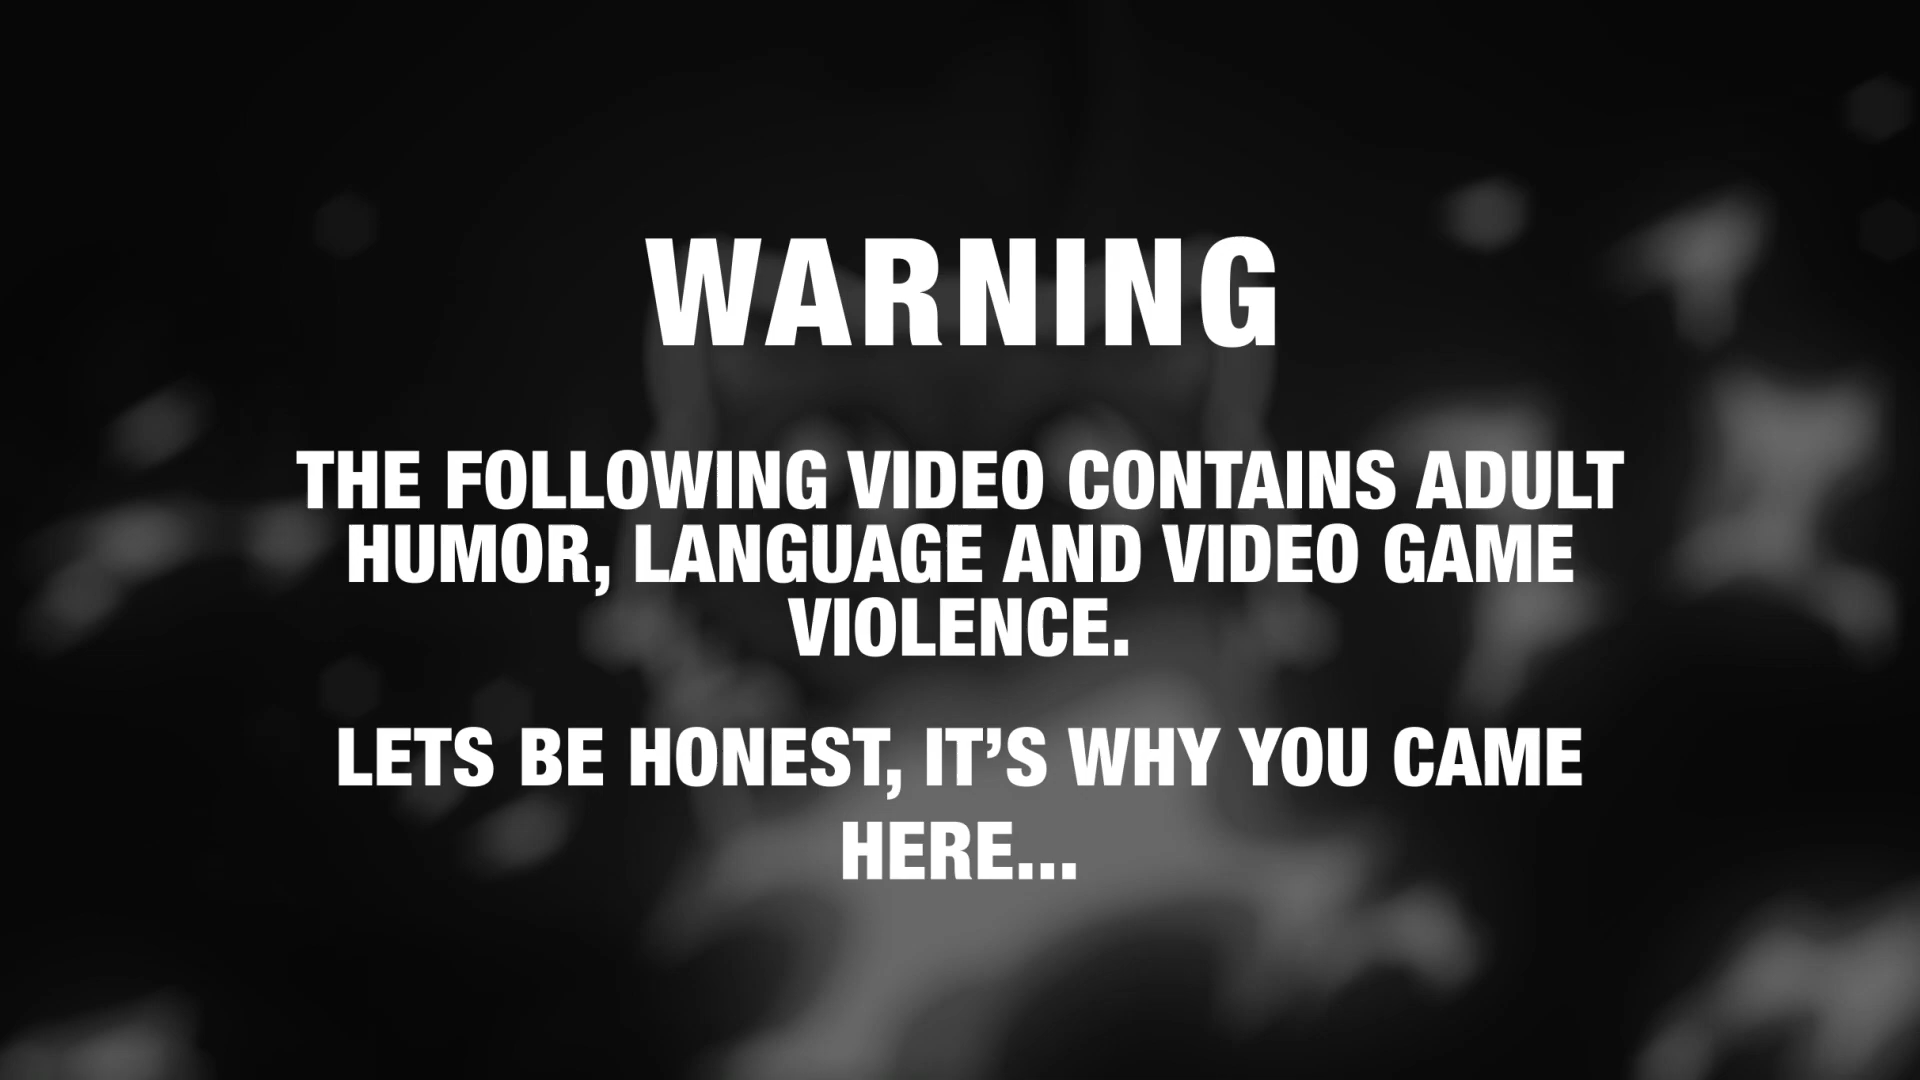 WARNING
THE FOLLOWING VIDEO CONTAINS ADULT
HUMOR, LANGUAGE AND VIDEO GAME
VIOLENCE.
LETS BE HONEST, IT’S WHY YOU CAME
HERE...